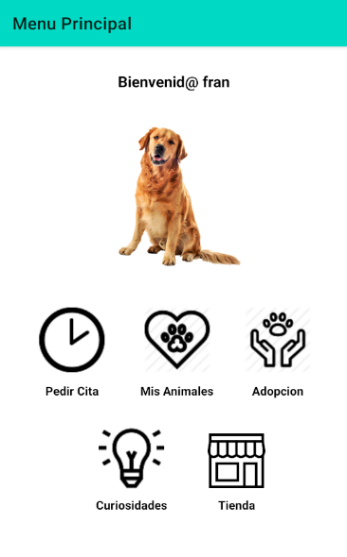 Menu Principal
Bienvenid@ fran
Pedir Cita
Mis Animales
Adopcion
Curiosidades
Tienda